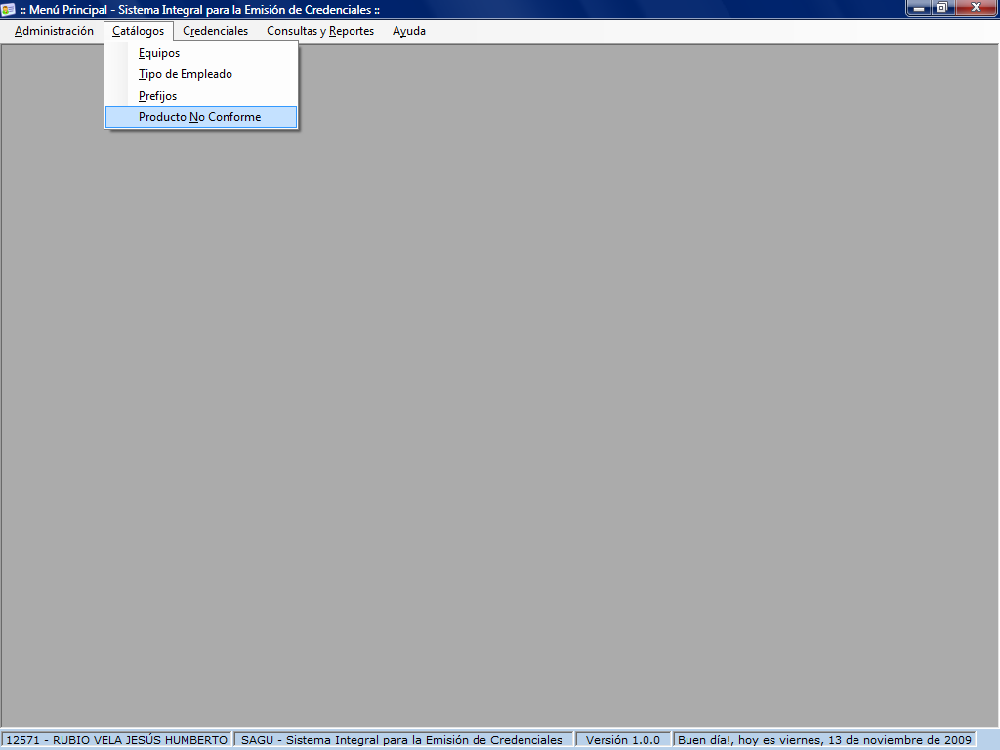 :: Menú Principal - Sistema Integral para la Emisión de Credenciales ::
Administración Catálogos Credenciales Consultas y Reportes Ayuda
Equipos
Tipo de Empleado
Prefijos
Producto No Conforme
12571 - RUBIO VELA JESÚS HUMBERTO SAGU - Sistema Integral para la Emisión de Credenciales Versión 1.0.0 Buen día!, hoy es viernes, 13 de noviembre de 2009